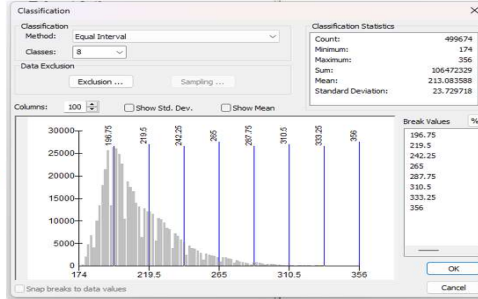 Classification
Classification
Method: Equal Interval
Classes: 8
Data Exclusion
Exclusion ...
Sampling ...
Classification Statistics
Count: 499674
Minimum: 174
Maximum: 356
Sum: 106472329
Mean: 213.083588
Standard Deviation: 23.729718
Columns: 100
Show Std. Dev.
Show Mean
Break Values %
196.75
219.5
242.25
265
287.75
310.5
333.25
356
30000
25000
20000
15000
10000
5000
0
196.75
219.5
242.25
265
287.75
310.5
333.25
356
174 219.5 265 310.5 356
Snap breaks to data values
OK
Cancel